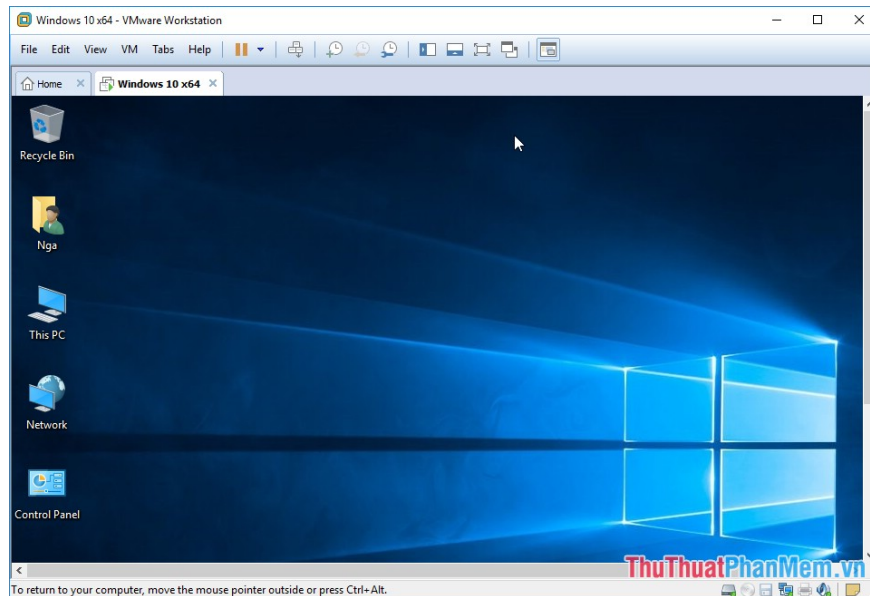 Windows 10 x64 - VMware Workstation
File Edit View VM Tabs Help
Home Windows 10 x64
Recycle Bin
Nga
This PC
Network
Control Panel
ThuThuatPhanMem.vn
To return to your computer, move the mouse pointer outside or press Ctrl+Alt.